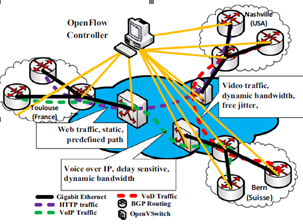 OpenFlow
Controller
Nashville
(USA)
Video traffic,
dynamic bandwidth,
free jitter,
Toulouse
(France)
Web traffic, static,
predefined path
Voice over IP, delay sensitive,
dynamic bandwidth
Bern
(Suisse)
Gigabit Ethernet
VoD Traffic
HTTP traffic
BGP Routing
VoIP Traffic
OpenVSwitch